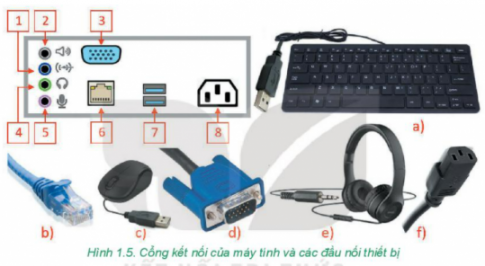 1 2 3
a)
4 5 6 7 8
b) c) d) e) f)
Hình 1.5. Cổng kết nối của máy tính và các đầu nối thiết bị